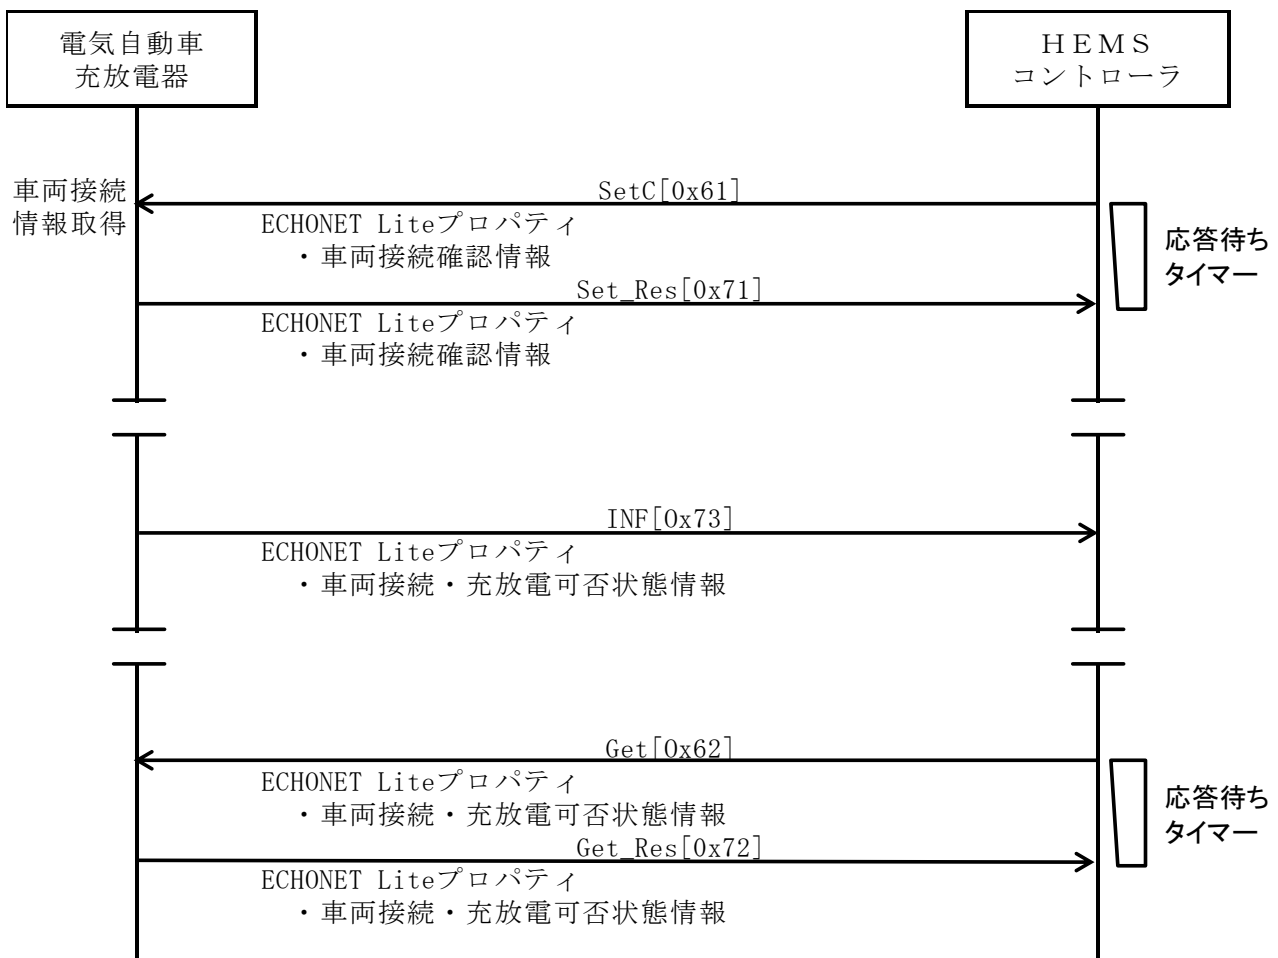 電気自動車
充放電器
ＨＥＭＳ
コントローラ
車両接続
情報取得
SetC[0x61]
ECHONET Liteプロパティ
・車両接続確認情報
応答待ち
タイマー
Set_Res[0x71]
ECHONET Liteプロパティ
・車両接続確認情報
INF[0x73]
ECHONET Liteプロパティ
・車両接続・充放電可否状態情報
Get[0x62]
ECHONET Liteプロパティ
・車両接続・充放電可否状態情報
応答待ち
タイマー
Get_Res[0x72]
ECHONET Liteプロパティ
・車両接続・充放電可否状態情報